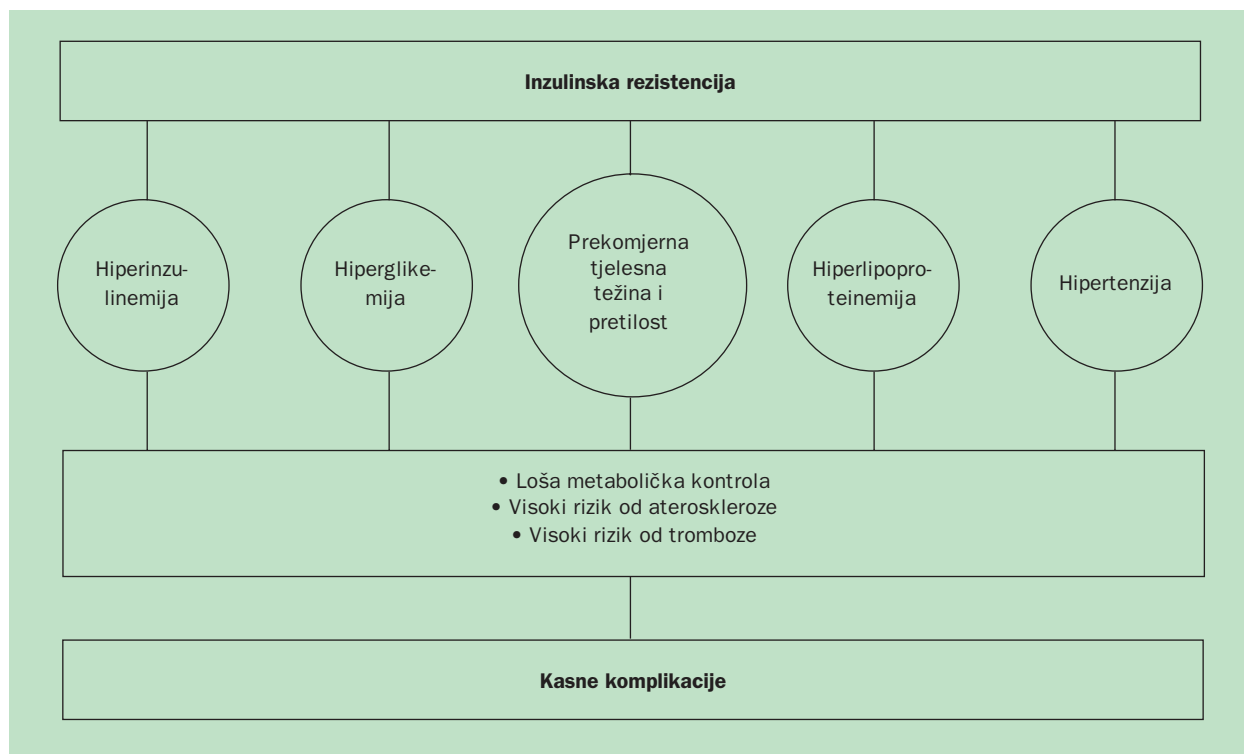 Inzulinska rezistencija
Hiperinzu-
linemija
Hiperglike-
mija
Prekomjerna
tjelesna
težina i
pretilost
Hiperlipopro-
teinemija
Hipertenzija
• Loša metabolička kontrola
• Visoki rizik od ateroskleroze
• Visoki rizik od tromboze
Kasne komplikacije